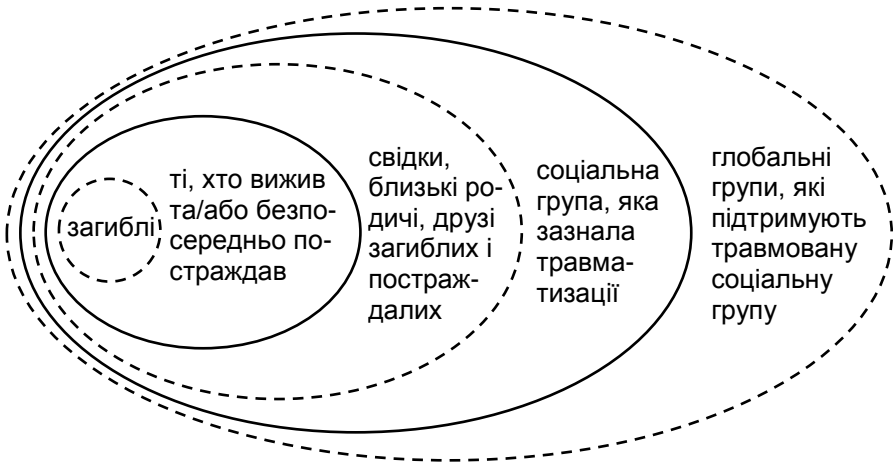 загиблі
ті, хто вижив
та/або безпо-
середньо по-
страждав
свідки,
близькі ро-
дичі, друзі
загиблих і
постраж-
далих
соціальна
група, яка
зазнала
травма-
тизації
глобальні
групи, які
підтримують
травмовану
соціальну
групу